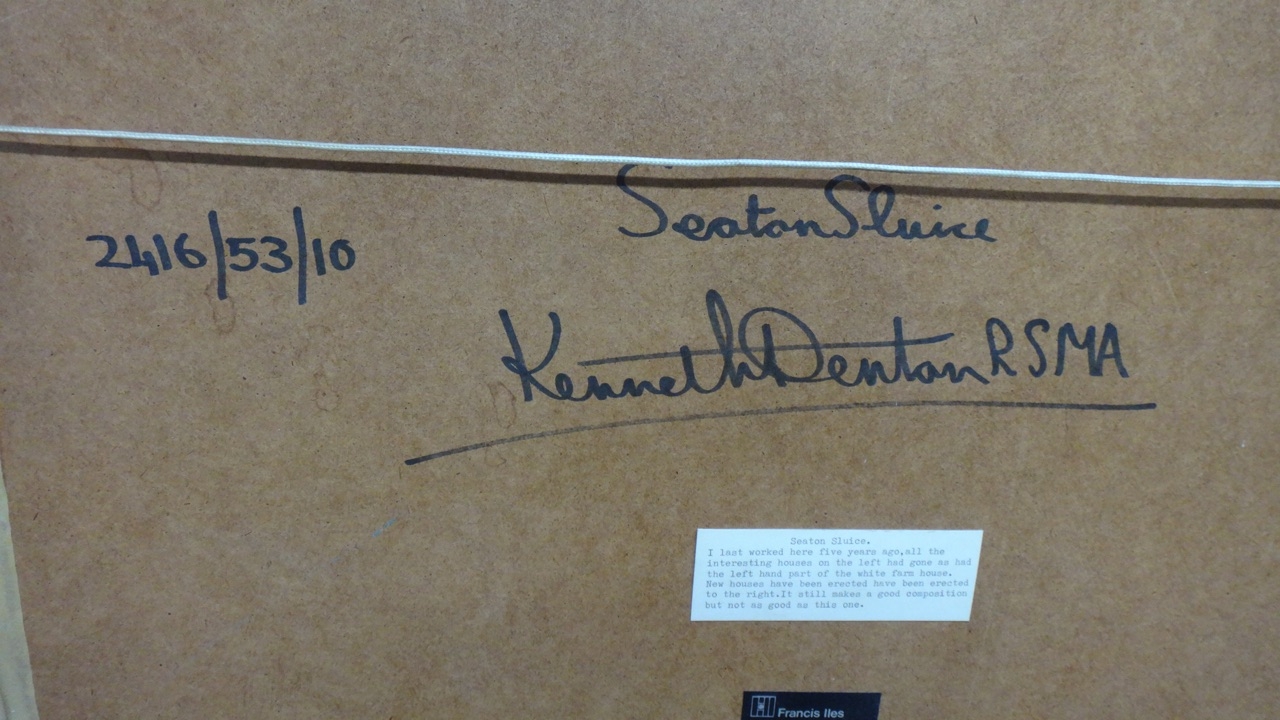 Seaton Sluice
2416/53/10
Kenneth Denton RSMA
Seaton Sluice.
I last worked here five years ago,all the
interesting houses on the left had gone as had
the left hand part of the white farm house.
New houses have been erected have been erected
to the right.It still makes a good composition
but not as good as this one.
Francis Iles